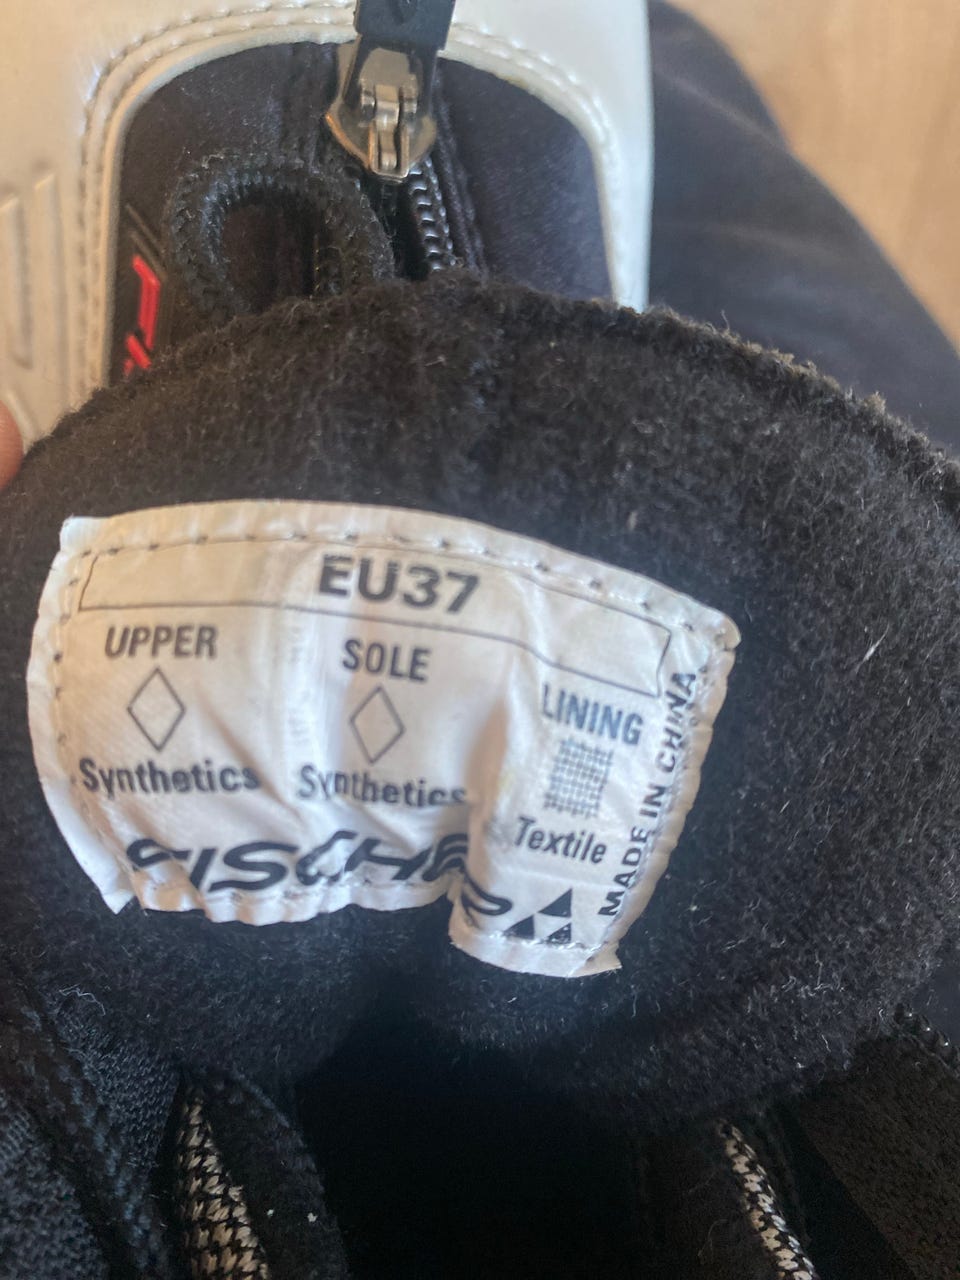 EU37
UPPER
SOLE
LINING
Synthetics
Synthetics
Textile
FISCHER
MADE IN CHINA